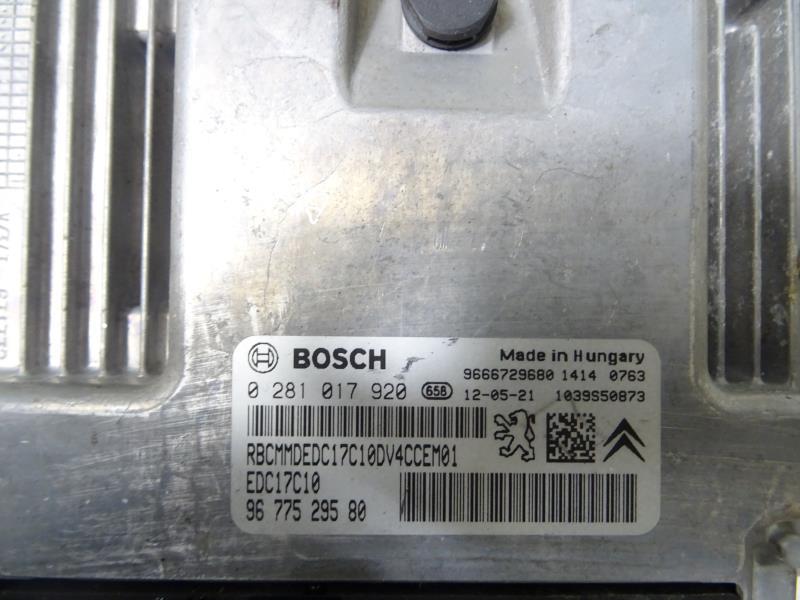 BOSCH
Made in Hungary
9666729680 1414 0763
0 281 017 920 658 12-05-21 1039S50873
RBCMMDEDC17C10DV4CCEM01
EDC17C10
96 775 295 80